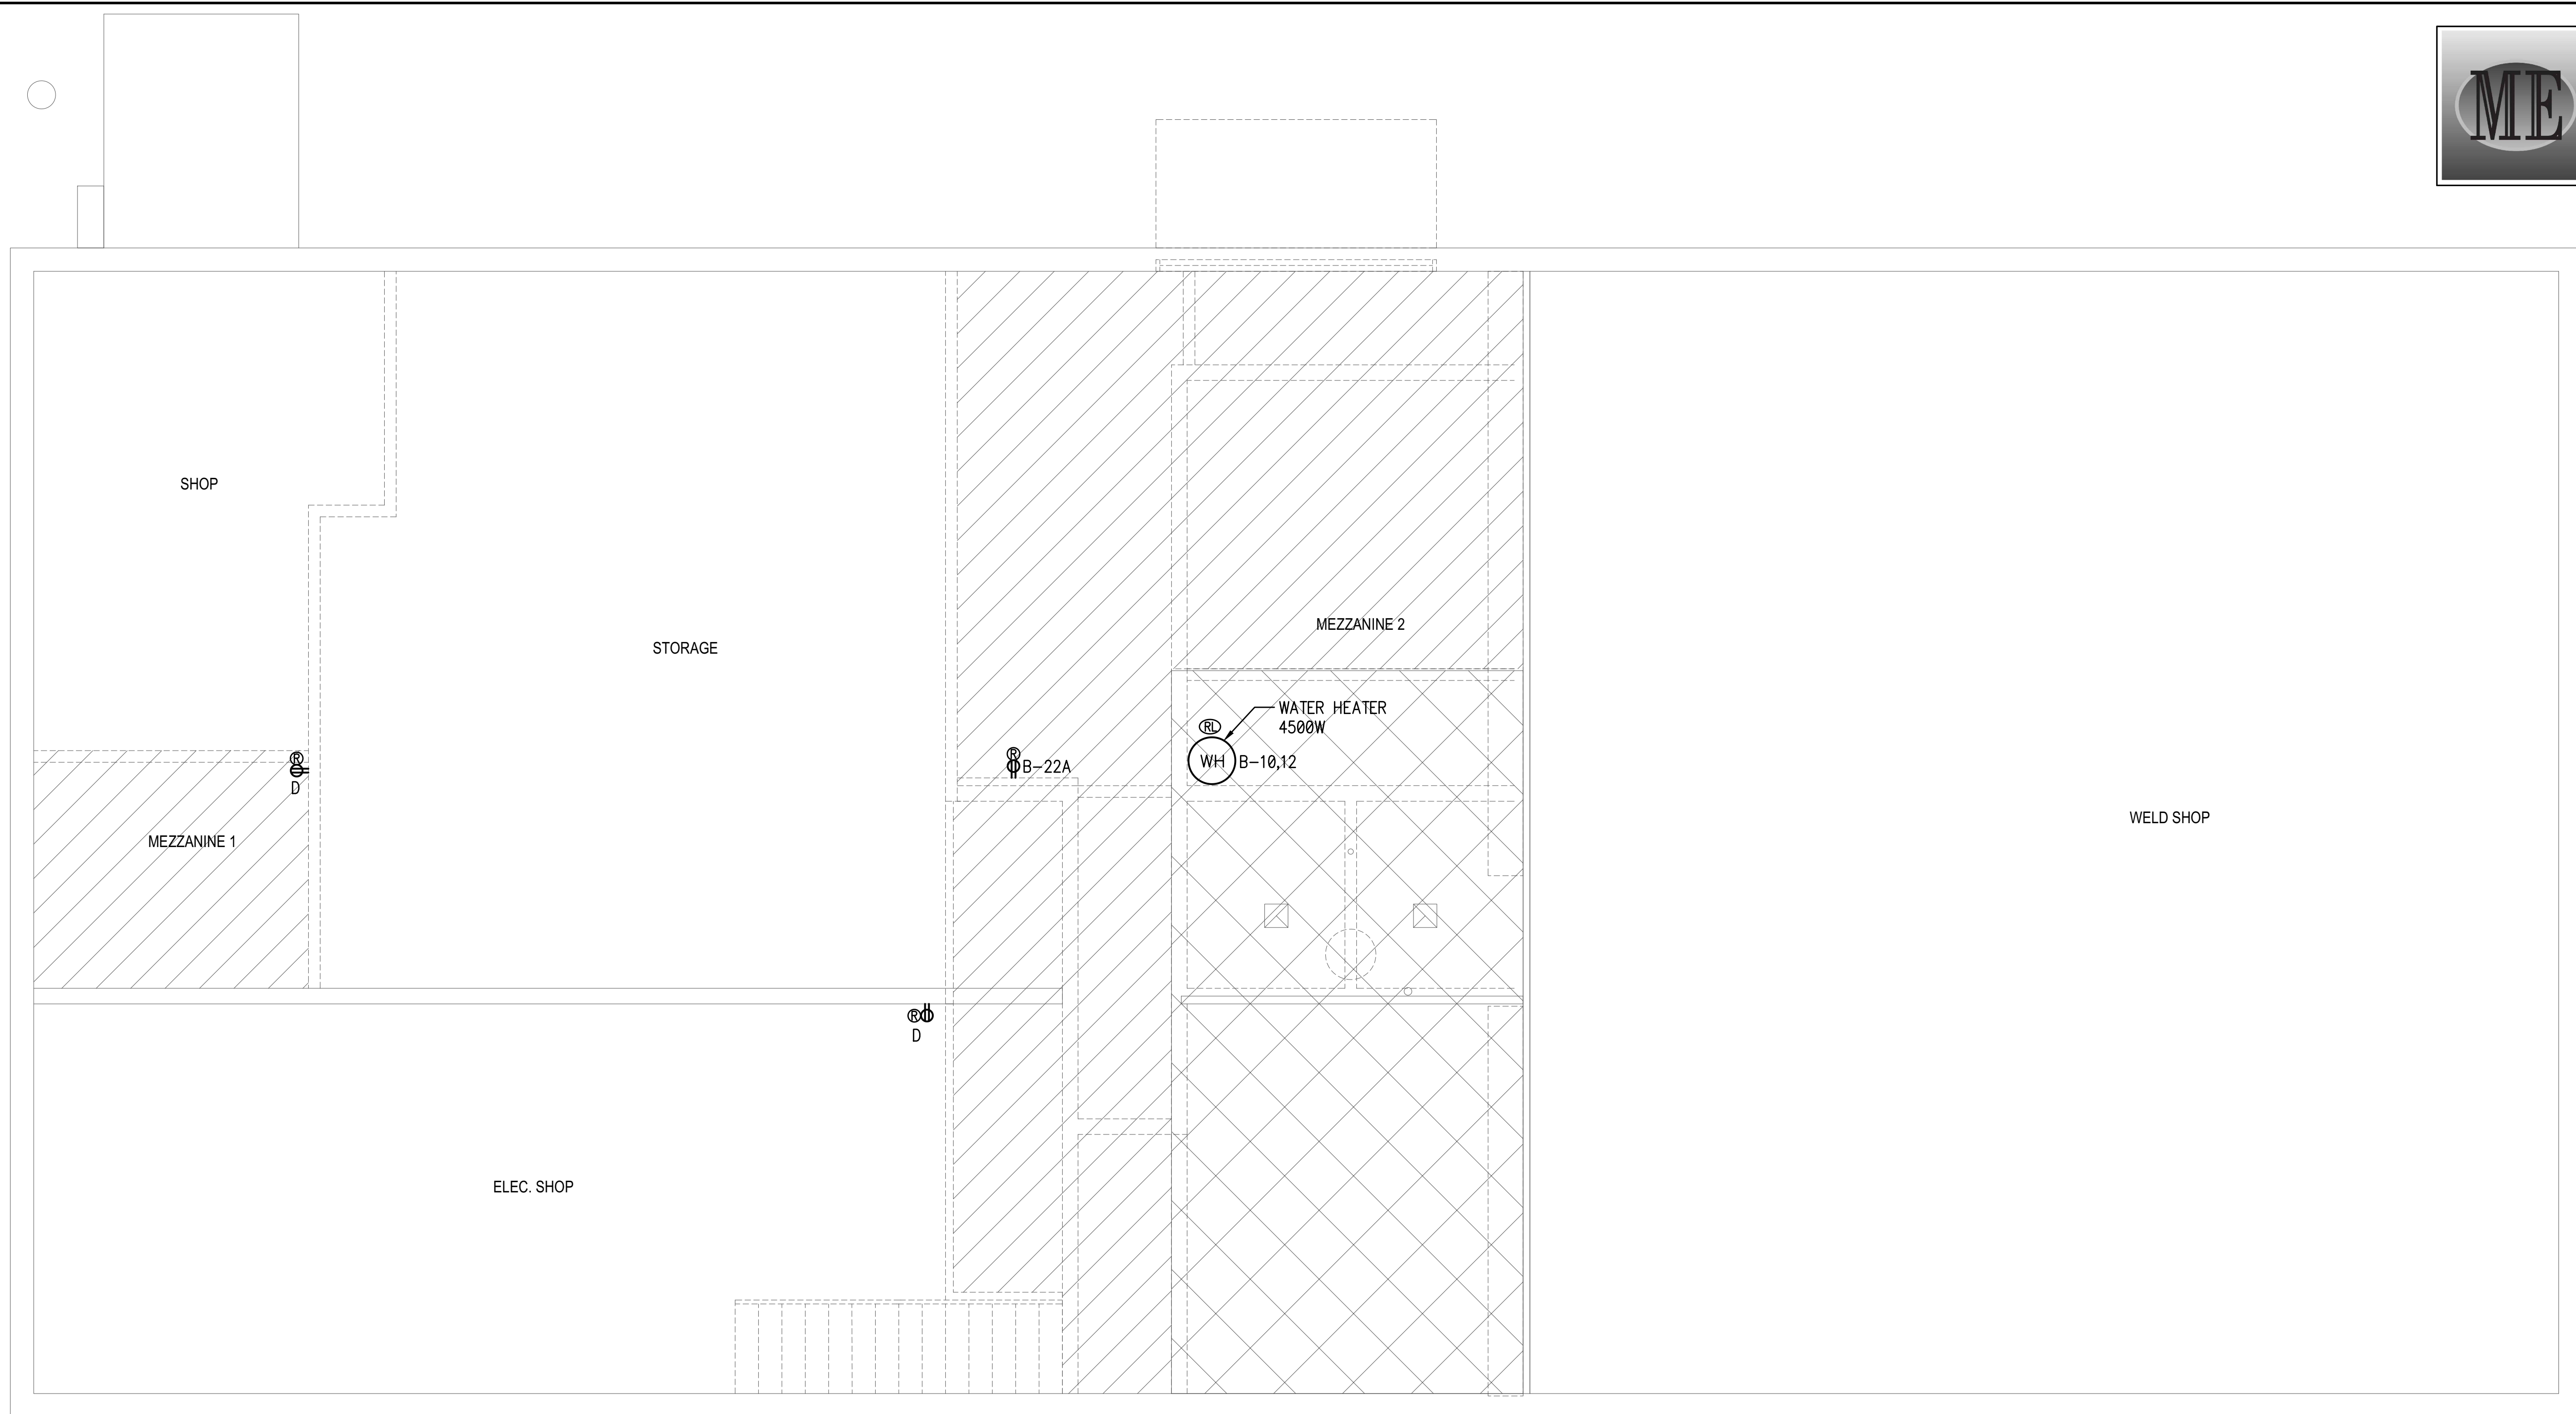 ME
SHOP
STORAGE
MEZZANINE 2
WATER HEATER
4500W
RL
WH
B-10,12
R
B-22A
R
D
MEZZANINE 1
WELD SHOP
R
D
ELEC. SHOP